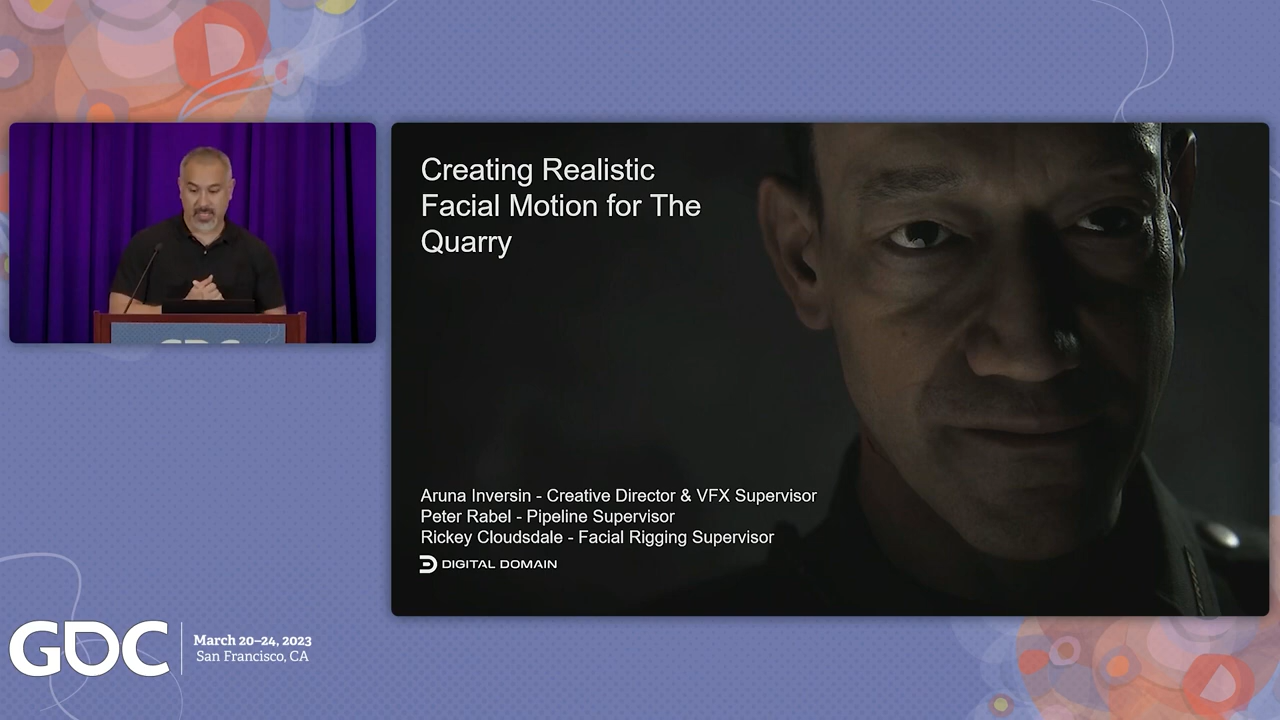 Creating Realistic
Facial Motion for The
Quarry
Aruna Inversin - Creative Director & VFX Supervisor
Peter Rabel - Pipeline Supervisor
Rickey Cloudsdale - Facial Rigging Supervisor
DIGITAL DOMAIN
GDC
March 20–24, 2023
San Francisco, CA